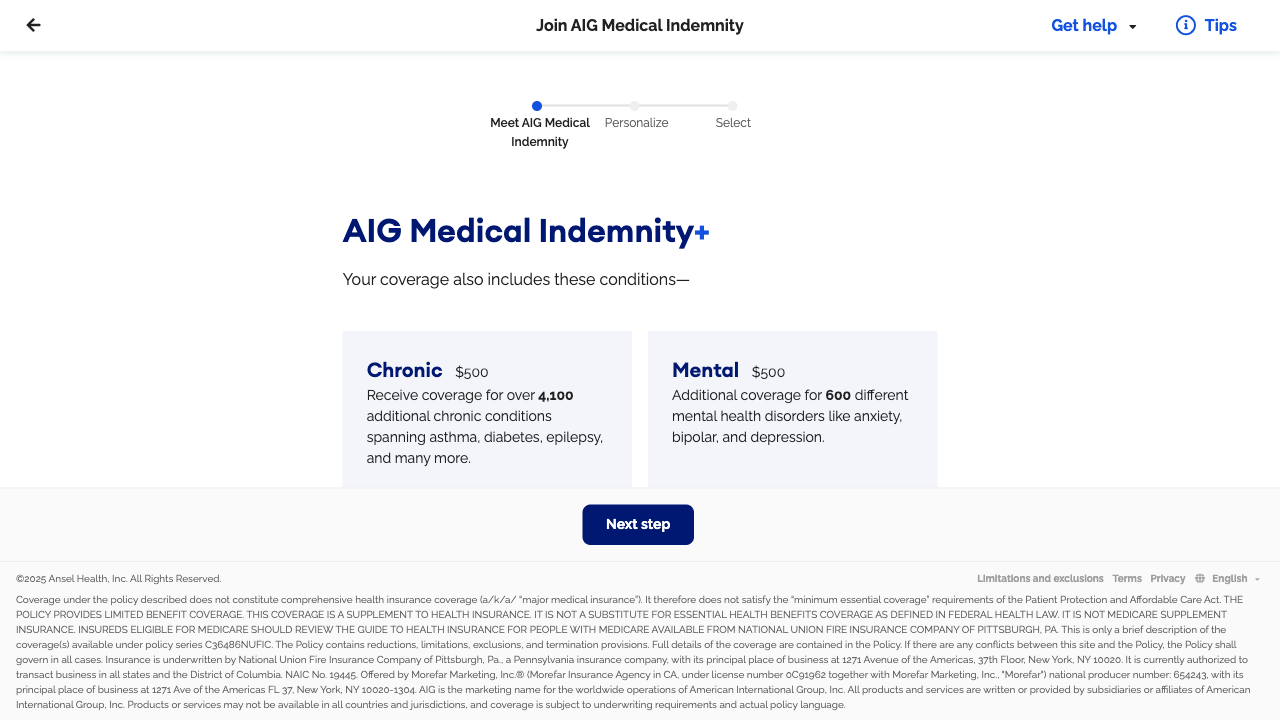 Join AIG Medical Indemnity
Get help
Tips
Meet AIG Medical
Indemnity
Personalize
Select
AIG Medical Indemnity+
Your coverage also includes these conditions—
Chronic $500
Receive coverage for over 4,100
additional chronic conditions
spanning asthma, diabetes, epilepsy,
and many more.
Mental $500
Additional coverage for 600 different
mental health disorders like anxiety,
bipolar, and depression.
Next step
©2025 Ansel Health, Inc. All Rights Reserved.
Limitations and exclusions Terms Privacy English
Coverage under the policy described does not constitute comprehensive health insurance coverage (a/k/a/ “major medical insurance”). It therefore does not satisfy the “minimum essential coverage” requirements of the Patient Protection and Affordable Care Act. THE
POLICY PROVIDES LIMITED BENEFIT COVERAGE. THIS COVERAGE IS A SUPPLEMENT TO HEALTH INSURANCE. IT IS NOT A SUBSTITUTE FOR ESSENTIAL HEALTH BENEFITS COVERAGE AS DEFINED IN FEDERAL HEALTH LAW. IT IS NOT MEDICARE SUPPLEMENT
INSURANCE. INSUREDS ELIGIBLE FOR MEDICARE SHOULD REVIEW THE GUIDE TO HEALTH INSURANCE FOR PEOPLE WITH MEDICARE AVAILABLE FROM NATIONAL UNION FIRE INSURANCE COMPANY OF PITTSBURGH, PA. This is only a brief description of the
coverage(s) available under policy series C36486NUFIC. The Policy contains reductions, limitations, exclusions, and termination provisions. Full details of the coverage are contained in the Policy. If there are any conflicts between this site and the Policy, the Policy shall
govern in all cases. Insurance is underwritten by National Union Fire Insurance Company of Pittsburgh, Pa., a Pennsylvania insurance company, with its principal place of business at 1271 Avenue of the Americas, 37th Floor, New York, NY 10020. It is currently authorized to
transact business in all states and the District of Columbia. NAIC No. 19445. Offered by Morefar Marketing, Inc.® (Morefar Insurance Agency in CA, under license number 0C91962 together with Morefar Marketing, Inc., "Morefar") national producer number: 654243, with its
principal place of business at 1271 Ave of the Americas FL 37, New York, NY 10020-1304. AIG is the marketing name for the worldwide operations of American International Group, Inc. All products and services are written or provided by subsidiaries or affiliates of American
International Group, Inc. Products or services may not be available in all countries and jurisdictions, and coverage is subject to underwriting requirements and actual policy language.